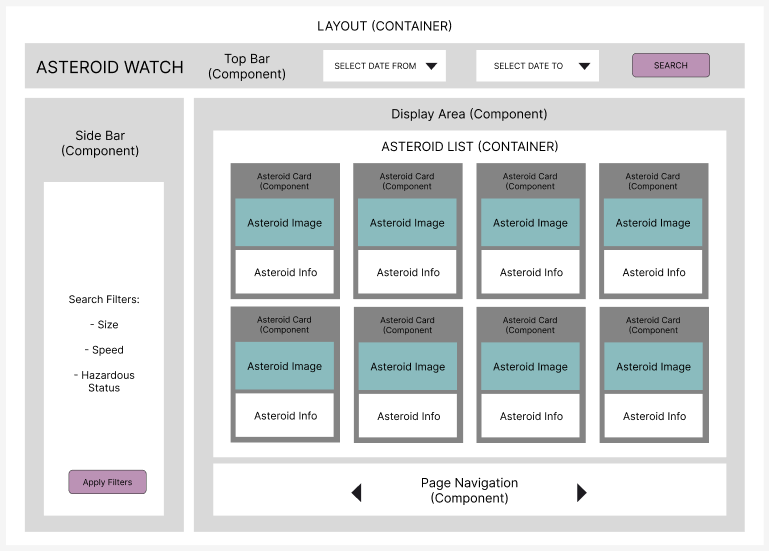 LAYOUT (CONTAINER)
ASTEROID WATCH
Top Bar
(Component)
SELECT DATE FROM
SELECT DATE TO
SEARCH
Side Bar
(Component)
Search Filters:
- Size
- Speed
- Hazardous
Status
Apply Filters
Display Area (Component)
ASTEROID LIST (CONTAINER)
Asteroid Card
(Component
Asteroid Image
Asteroid Info
Asteroid Card
(Component
Asteroid Image
Asteroid Info
Asteroid Card
(Component
Asteroid Image
Asteroid Info
Asteroid Card
(Component
Asteroid Image
Asteroid Info
Asteroid Card
(Component
Asteroid Image
Asteroid Info
Asteroid Card
(Component
Asteroid Image
Asteroid Info
Asteroid Card
(Component
Asteroid Image
Asteroid Info
Asteroid Card
(Component
Asteroid Image
Asteroid Info
Page Navigation
(Component)